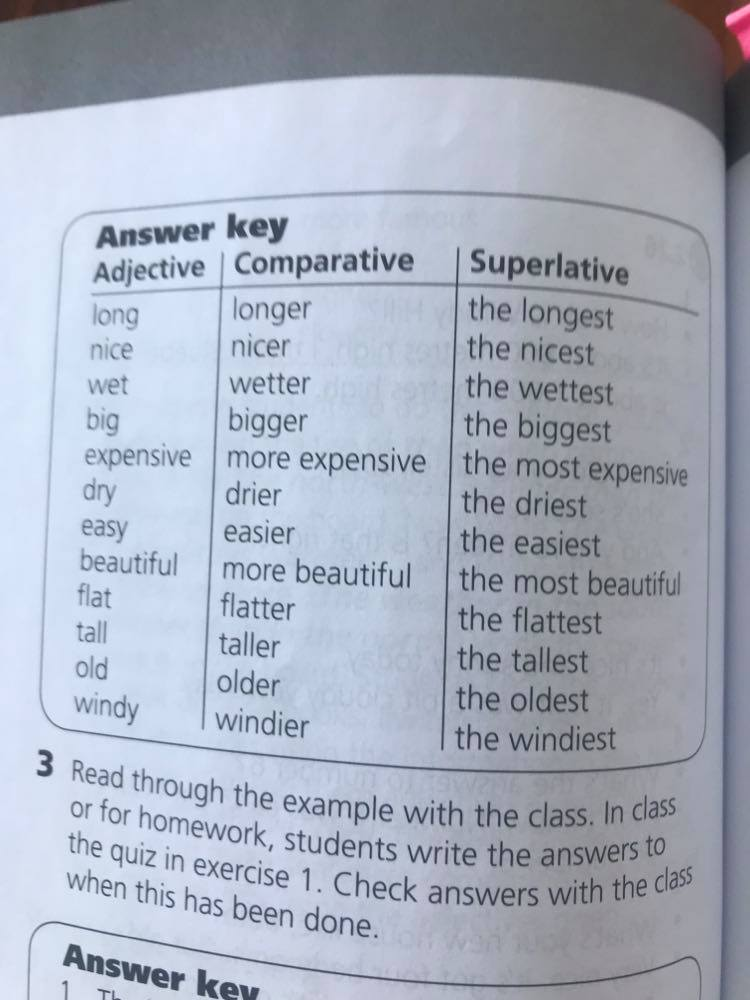 Answer key
Adjective Comparative Superlative
long longer the longest
nice nicer the nicest
wet wetter the wettest
big bigger the biggest
expensive more expensive the most expensive
dry drier the driest
easy easier the easiest
beautiful more beautiful the most beautiful
flat flatter the flattest
tall taller the tallest
old older the oldest
windy windier the windiest
3 Read through the example with the class. In class
or for homework, students write the answers to
the quiz in exercise 1. Check answers with the class
when this has been done.
Answer key
1